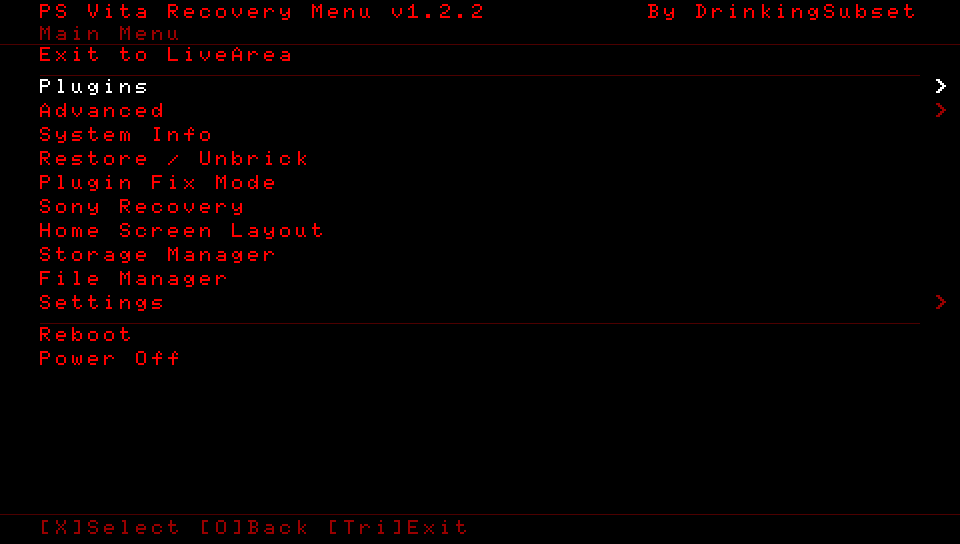 PS Vita Recovery Menu v1.2.2 By DrinkingSubset
Main Menu
Exit to LiveArea
Plugins >
Advanced >
System Info
Restore / Unbrick
Plugin Fix Mode
Sony Recovery
Home Screen Layout
Storage Manager
File Manager
Settings >
Reboot
Power Off
[X]Select [O]Back [Tri]Exit